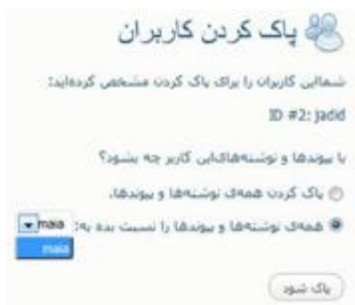 پاک کردن کاربران
شمااین کاربران را برای پاک کردن مشخص کرده‌اید:
ID #2: jadid
با پیوندها و نوشته‌های‌این کاربر چه بشود؟
پاک کردن همه‌ی نوشته‌ها و پیوندها.
همه‌ی نوشته‌ها و پیوندها را نسبت بده به: maia
maia
پاک شود